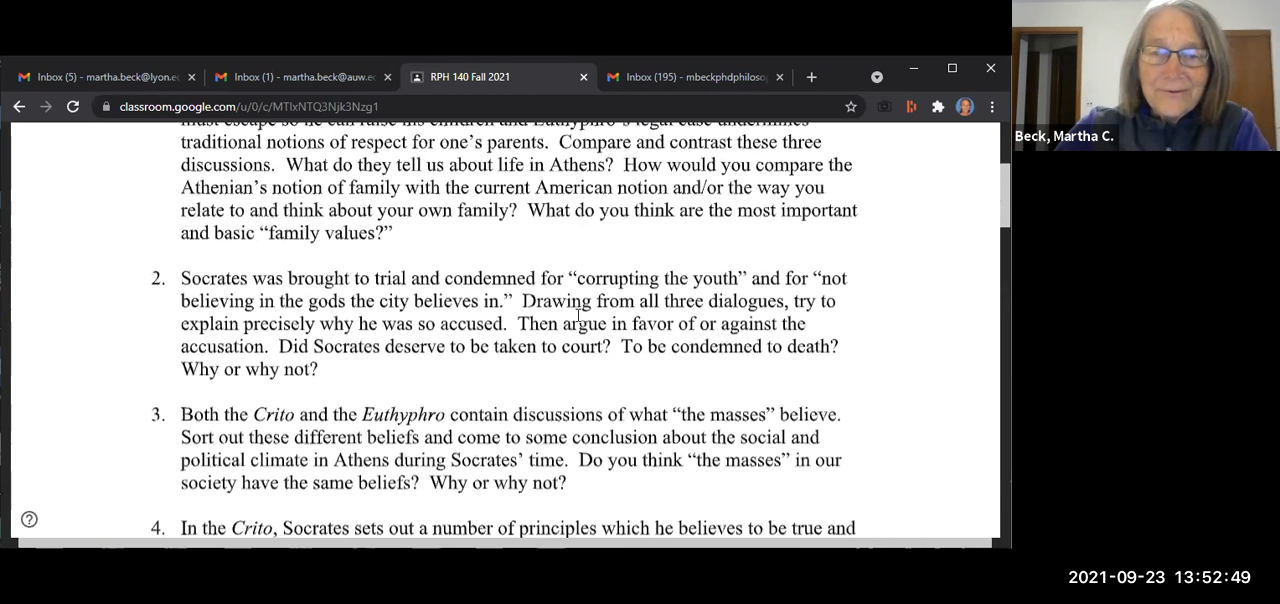 Inbox (5) - martha.beck@lyon.e
Inbox (1) - martha.beck@auw.e
RPH 140 Fall 2021
Inbox (195) - mbeckphdphiloso
classroom.google.com/u/0/c/MTIxNTQ3Njk3Nzg1
Beck, Martha C.
traditional notions of respect for one's parents. Compare and contrast these three
discussions. What do they tell us about life in Athens? How would you compare the
Athenian's notion of family with the current American notion and/or the way you
relate to and think about your own family? What do you think are the most important
and basic "family values?"
2. Socrates was brought to trial and condemned for "corrupting the youth" and for "not
believing in the gods the city believes in." Drawing from all three dialogues, try to
explain precisely why he was so accused. Then argue in favor of or against the
accusation. Did Socrates deserve to be taken to court? To be condemned to death?
Why or why not?
3. Both the Crito and the Euthyphro contain discussions of what "the masses" believe.
Sort out these different beliefs and come to some conclusion about the social and
political climate in Athens during Socrates' time. Do you think "the masses" in our
society have the same beliefs? Why or why not?
4. In the Crito, Socrates sets out a number of principles which he believes to be true and
2021-09-23 13:52:49